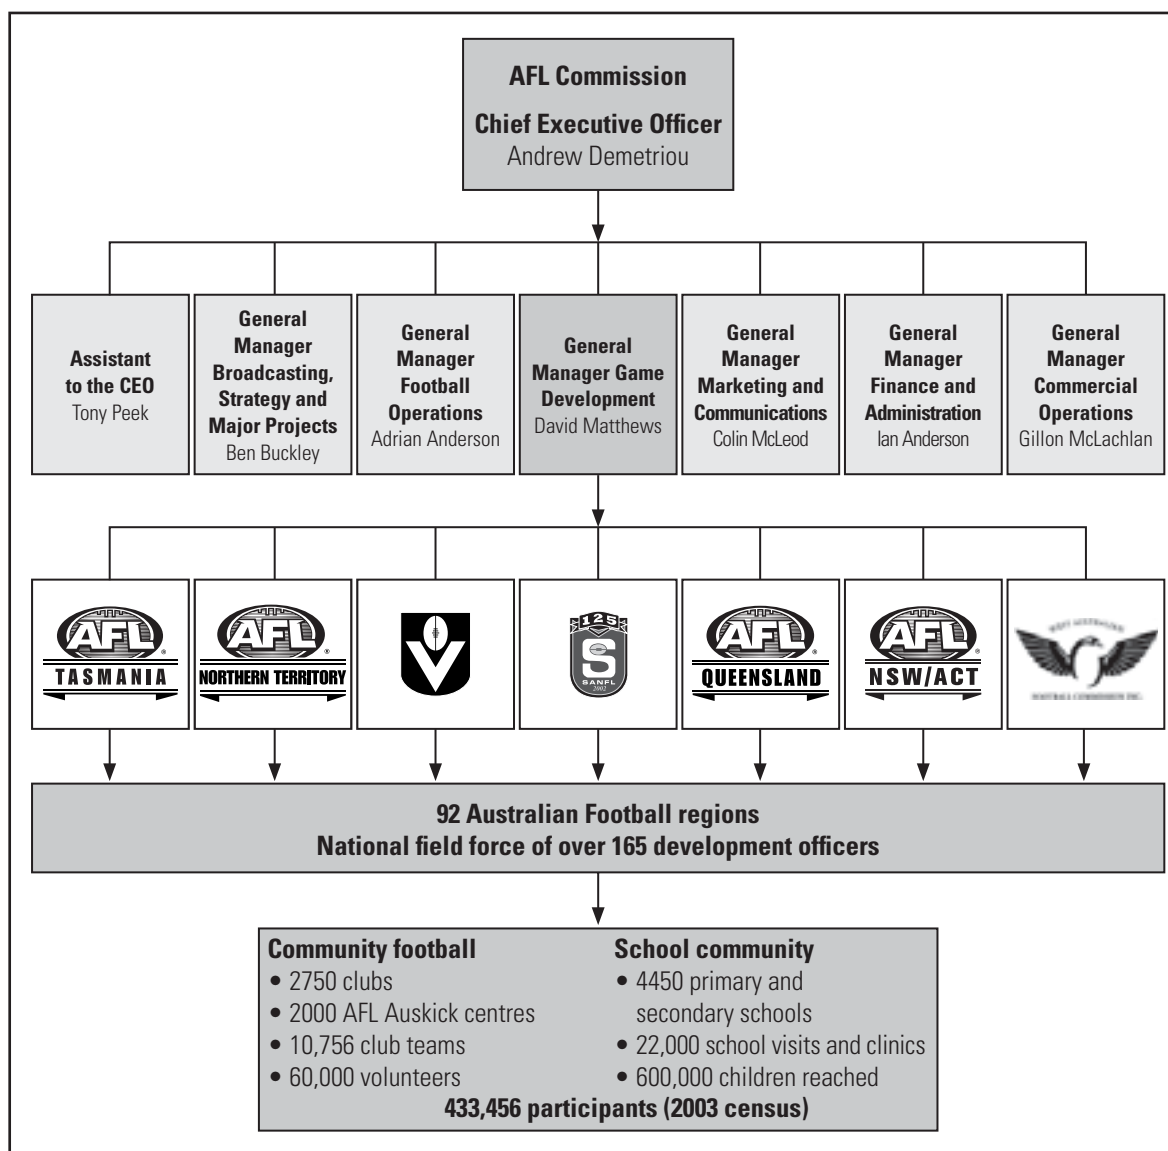 AFL Commission
Chief Executive Officer
Andrew Demetriou
Assistant
to the CEO
Tony Peek
General
Manager
Broadcasting,
Strategy and
Major Projects
Ben Buckley
General
Manager
Football
Operations
Adrian Anderson
General
Manager Game
Development
David Matthews
General
Manager
Marketing and
Communications
Colin McLeod
General
Manager
Finance and
Administration
Ian Anderson
General
Manager
Commercial
Operations
Gillon McLachlan
AFL®
TASMANIA
AFL®
NORTHERN TERRITORY
V
125
S
SANFL
2002
AFL®
QUEENSLAND
AFL®
NSW/ACT
WEST AUSTRALIAN
FOOTBALL COMMISSION INC.
92 Australian Football regions
National field force of over 165 development officers
Community football
• 2750 clubs
• 2000 AFL Auskick centres
• 10,756 club teams
• 60,000 volunteers
School community
• 4450 primary and
secondary schools
• 22,000 school visits and clinics
• 600,000 children reached
433,456 participants (2003 census)